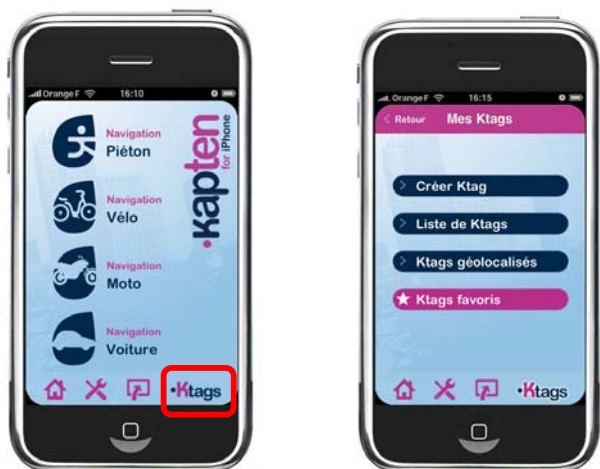 Orange F 16:10
Navigation
Piéton
Navigation
Vélo
Navigation
Moto
Navigation
Voiture
•kapten
for iPhone
•Ktags
Orange F 16:15
Retour Mes Ktags
Créer Ktag
Liste de Ktags
Ktags géolocalisés
Ktags favoris
•Ktags